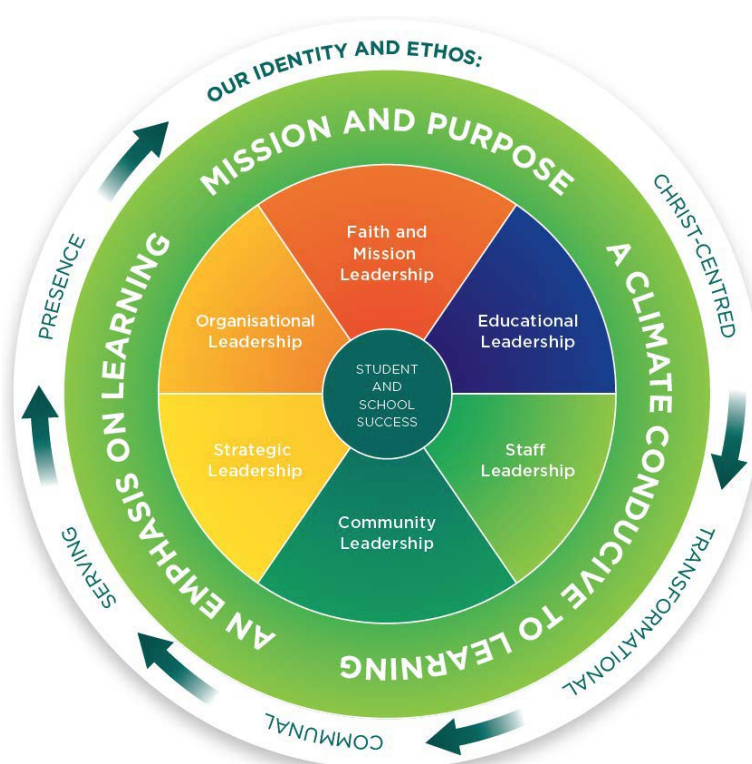 OUR IDENTITY AND ETHOS:
CHRIST-CENTRED
TRANSFORMATIONAL
COMMUNAL
SERVING
PRESENCE
MISSION AND PURPOSE
A CLIMATE CONDUCIVE TO LEARNING
AN EMPHASIS ON LEARNING
Faith and
Mission
Leadership
Educational
Leadership
Staff
Leadership
Community
Leadership
Strategic
Leadership
Organisational
Leadership
STUDENT
AND
SCHOOL
SUCCESS